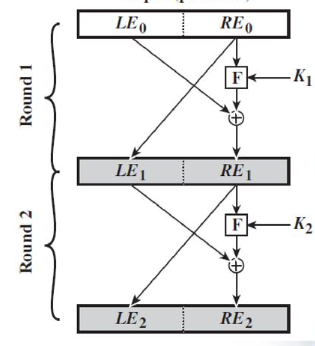 LE0 RE0
Round 1
F K1
+
LE1 RE1
Round 2
F K2
+
LE2 RE2